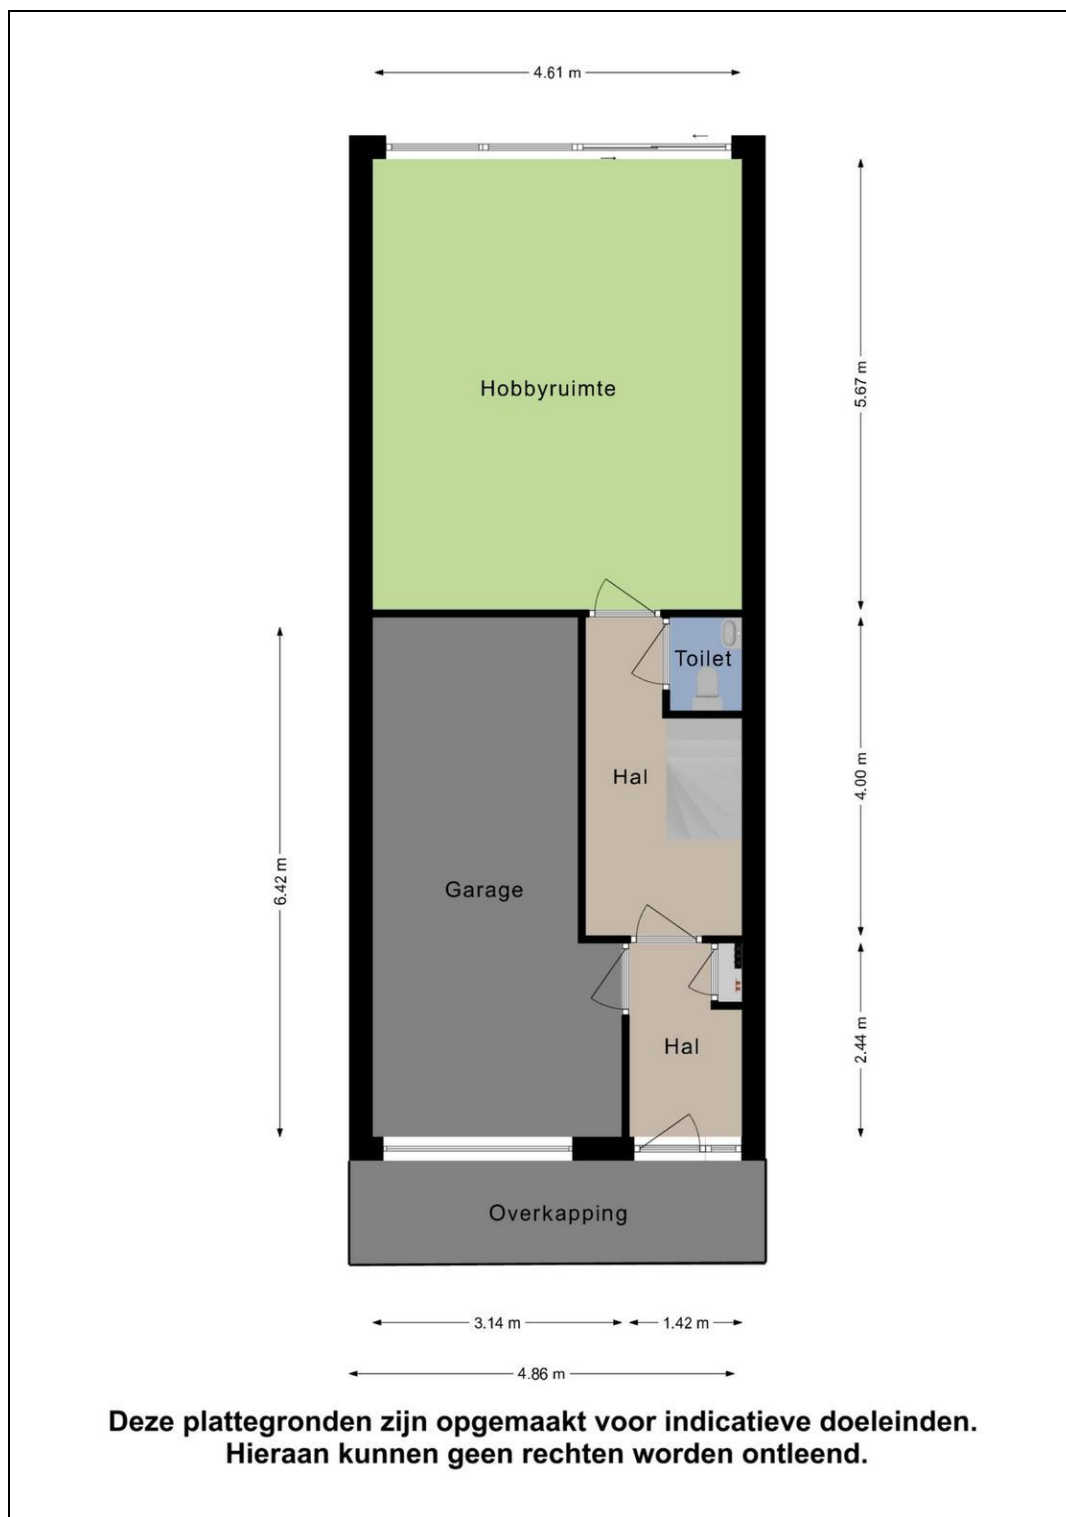 4.61 m
Hobbyruimte
5.67 m
Toilet
Hal
4.00 m
Garage
6.42 m
Hal
2.44 m
Overkapping
3.14 m
1.42 m
4.86 m
Deze plattegronden zijn opgemaakt voor indicatieve doeleinden.
Hieraan kunnen geen rechten worden ontleend.